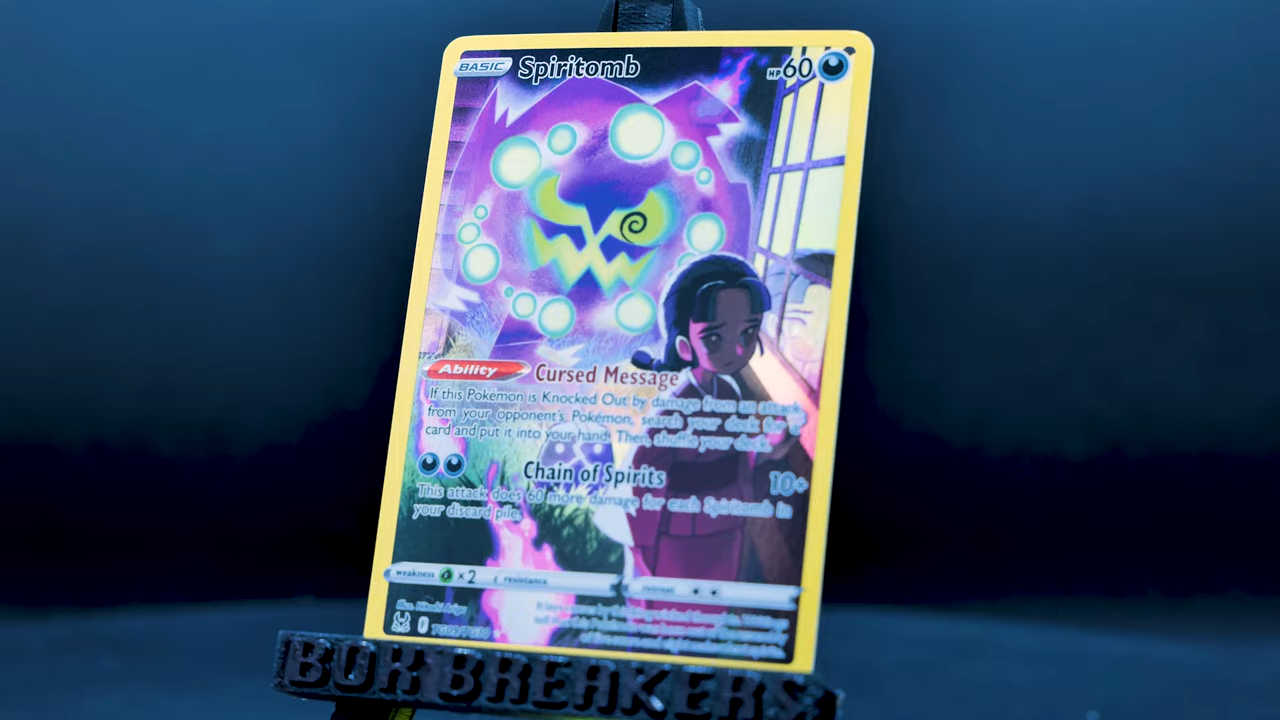 BASIC Spiritomb HP 60
Ability Cursed Message
If this Pokémon is Knocked Out by damage from an attack
from your opponent's Pokémon, search your deck for a
card and put it into your hand. Then, shuffle your deck.
Chain of Spirits 10+
This attack does 60 more damage for each Spiritomb in
your discard pile.
weakness ×2 resistance retreat
Illus.
BOX BREAKERS